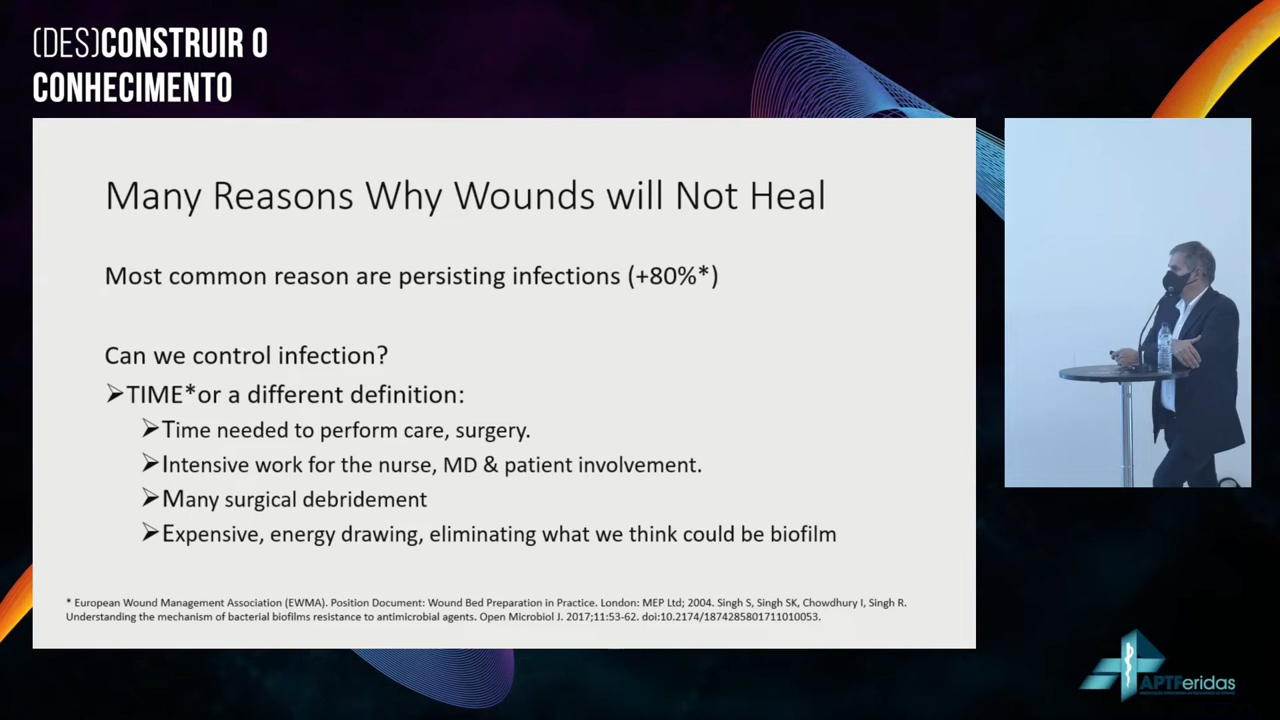 (DES)CONSTRUIR O
CONHECIMENTO
Many Reasons Why Wounds will Not Heal
Most common reason are persisting infections (+80%*)
Can we control infection?
➢TIME*or a different definition:
➢Time needed to perform care, surgery.
➢Intensive work for the nurse, MD & patient involvement.
➢Many surgical debridement
➢Expensive, energy drawing, eliminating what we think could be biofilm
* European Wound Management Association (EWMA). Position Document: Wound Bed Preparation in Practice. London: MEP Ltd; 2004. Singh S, Singh SK, Chowdhury I, Singh R.
Understanding the mechanism of bacterial biofilms resistance to antimicrobial agents. Open Microbiol J. 2017;11:53-62. doi:10.2174/1874285801711010053.
APTFeridas